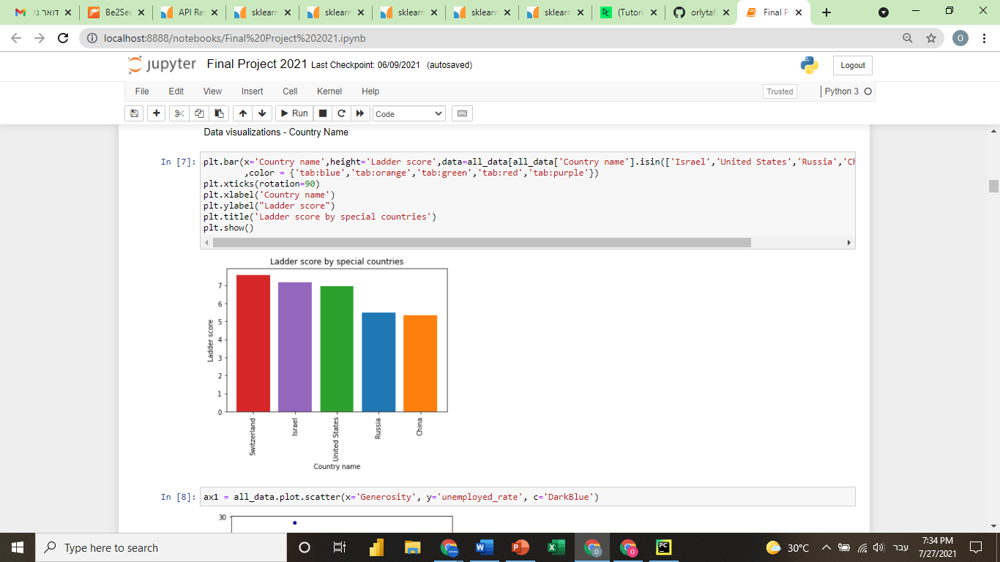 דואר נכ
Be2See
API Re
sklearn
sklearn
sklearn
sklearn
sklearn
(Tutori
orlytaf
Final P
localhost:8888/notebooks/Final%20Project%202021.ipynb
O
jupyter Final Project 2021 Last Checkpoint: 06/09/2021 (autosaved)
Logout
File Edit View Insert Cell Kernel Help
Trusted
Python 3
Run
Code
Data visualizations - Country Name
In [7]: plt.bar(x='Country name',height='Ladder score',data=all_data[all_data['Country name'].isin(['Israel','United States','Russia','Ch
,color = {'tab:blue','tab:orange','tab:green','tab:red','tab:purple'})
plt.xticks(rotation=90)
plt.xlabel('Country name')
plt.ylabel("Ladder score")
plt.title('Ladder score by special countries')
plt.show()
Ladder score by special countries
Ladder score
7
6
5
4
3
2
1
0
Switzerland
Israel
United States
Russia
China
Country name
In [8]: ax1 = all_data.plot.scatter(x='Generosity', y='unemployed_rate', c='DarkBlue')
30
Type here to search
30°C
עבר
7:34 PM
7/27/2021